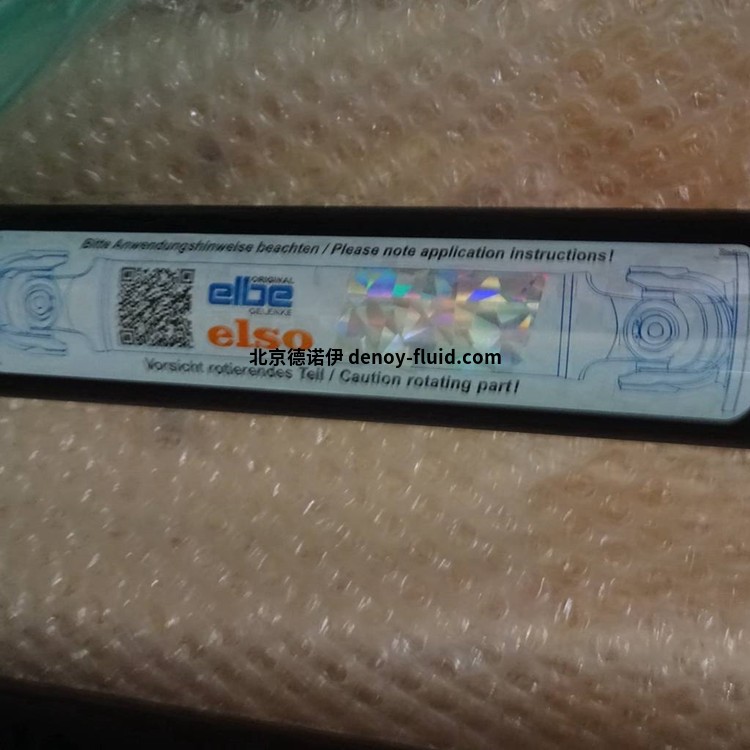 Bitte Anwendungshinweise beachten / Please note application instructions!
ORIGINAL
elbe
GELENKE
elso
北京德诺伊 denoy-fluid.com
Vorsicht rotierendes Teil / Caution rotating part!